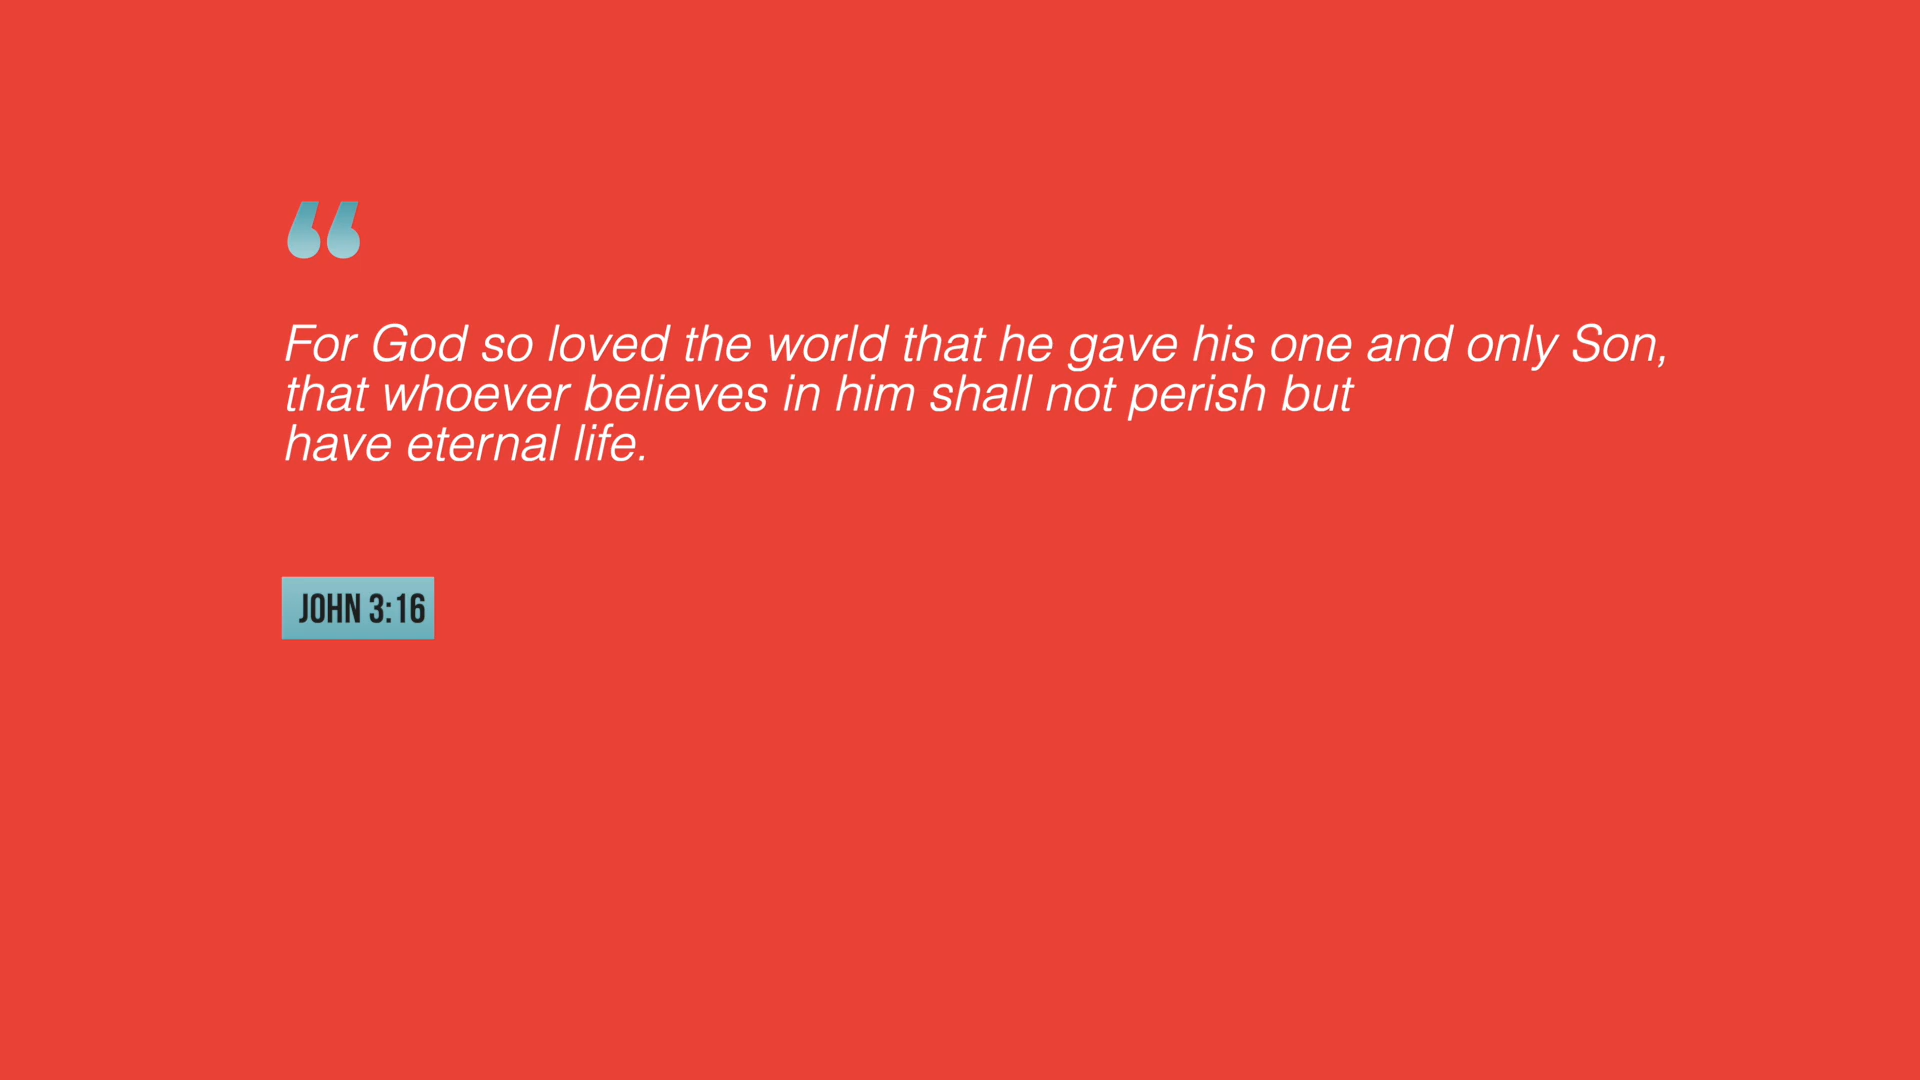 “
For God so loved the world that he gave his one and only Son,
that whoever believes in him shall not perish but
have eternal life.
JOHN 3:16